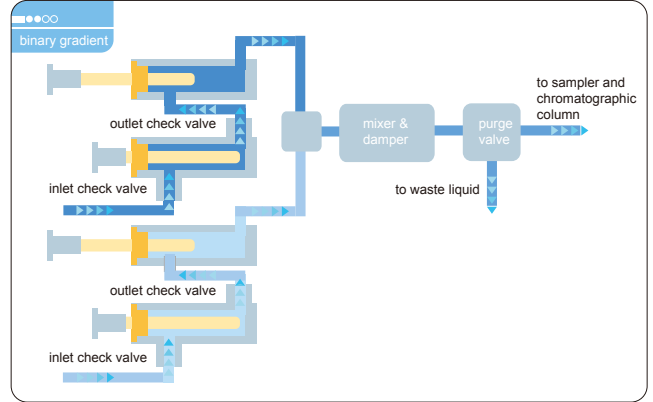 binary gradient
outlet check valve
inlet check valve
outlet check valve
inlet check valve
mixer &
damper
purge
valve
to sampler and
chromatographic
column
to waste liquid